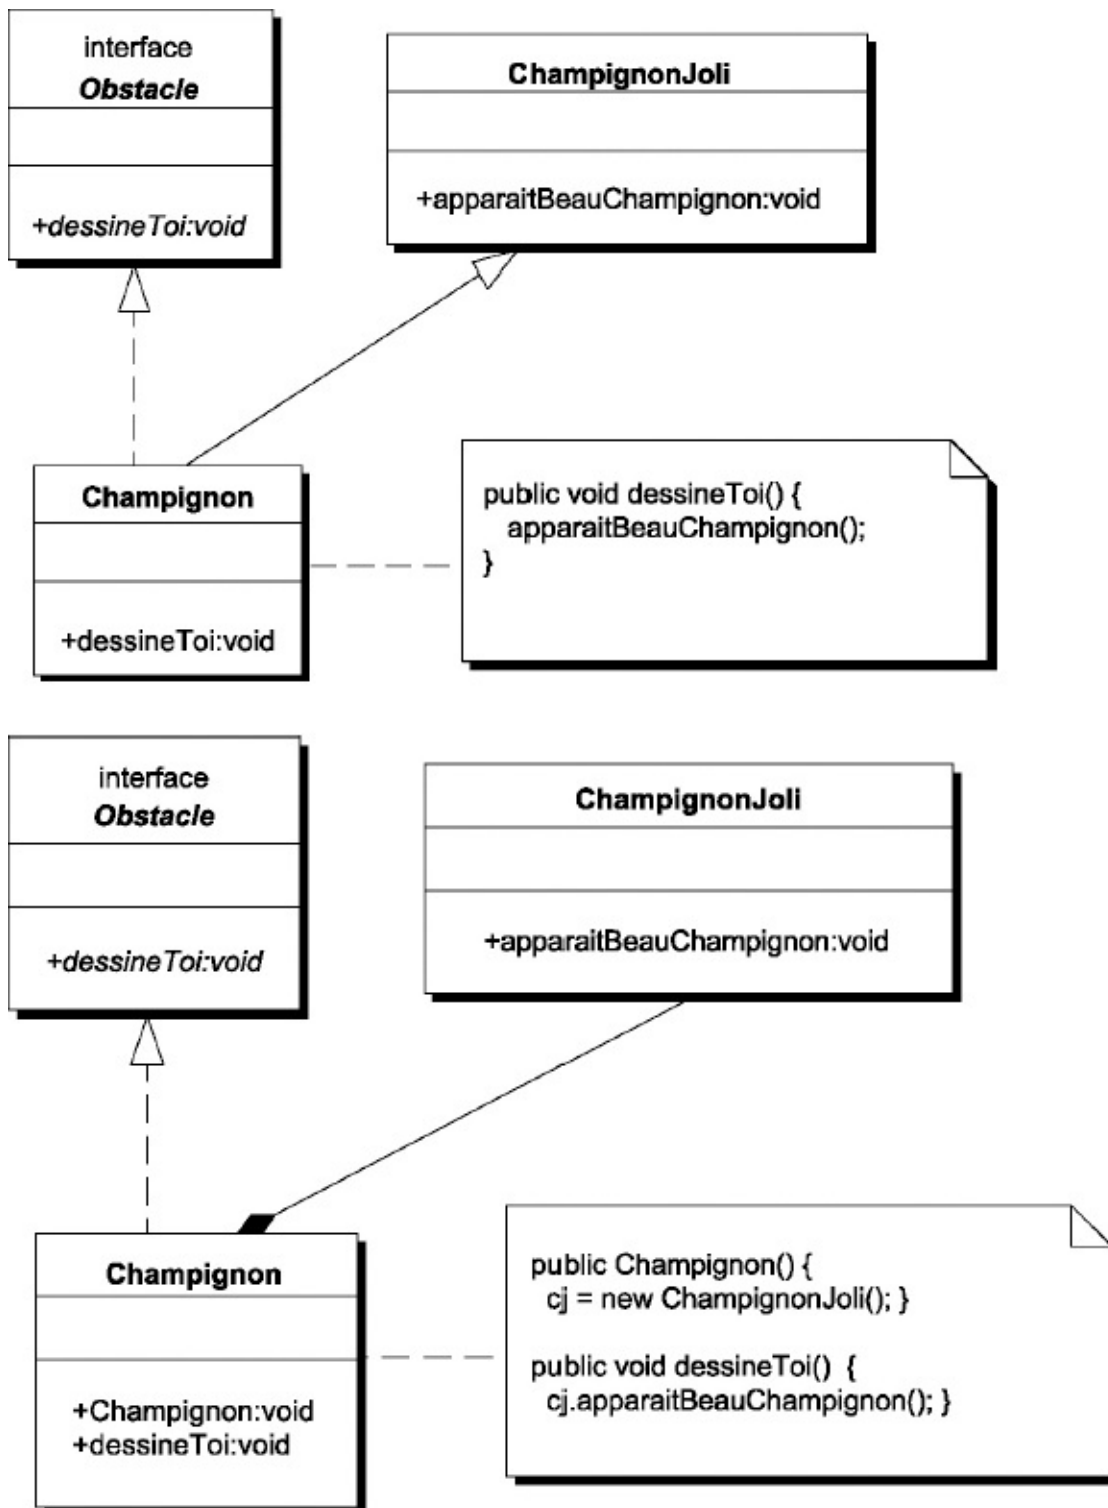 interface
Obstacle
+dessineToi:void
ChampignonJoli
+apparaitBeauChampignon:void
Champignon
+dessineToi:void
public void dessineToi() {
apparaitBeauChampignon();
}
interface
Obstacle
+dessineToi:void
ChampignonJoli
+apparaitBeauChampignon:void
Champignon
+Champignon:void
+dessineToi:void
public Champignon() {
cj = new ChampignonJoli(); }
public void dessineToi() {
cj.apparaitBeauChampignon(); }